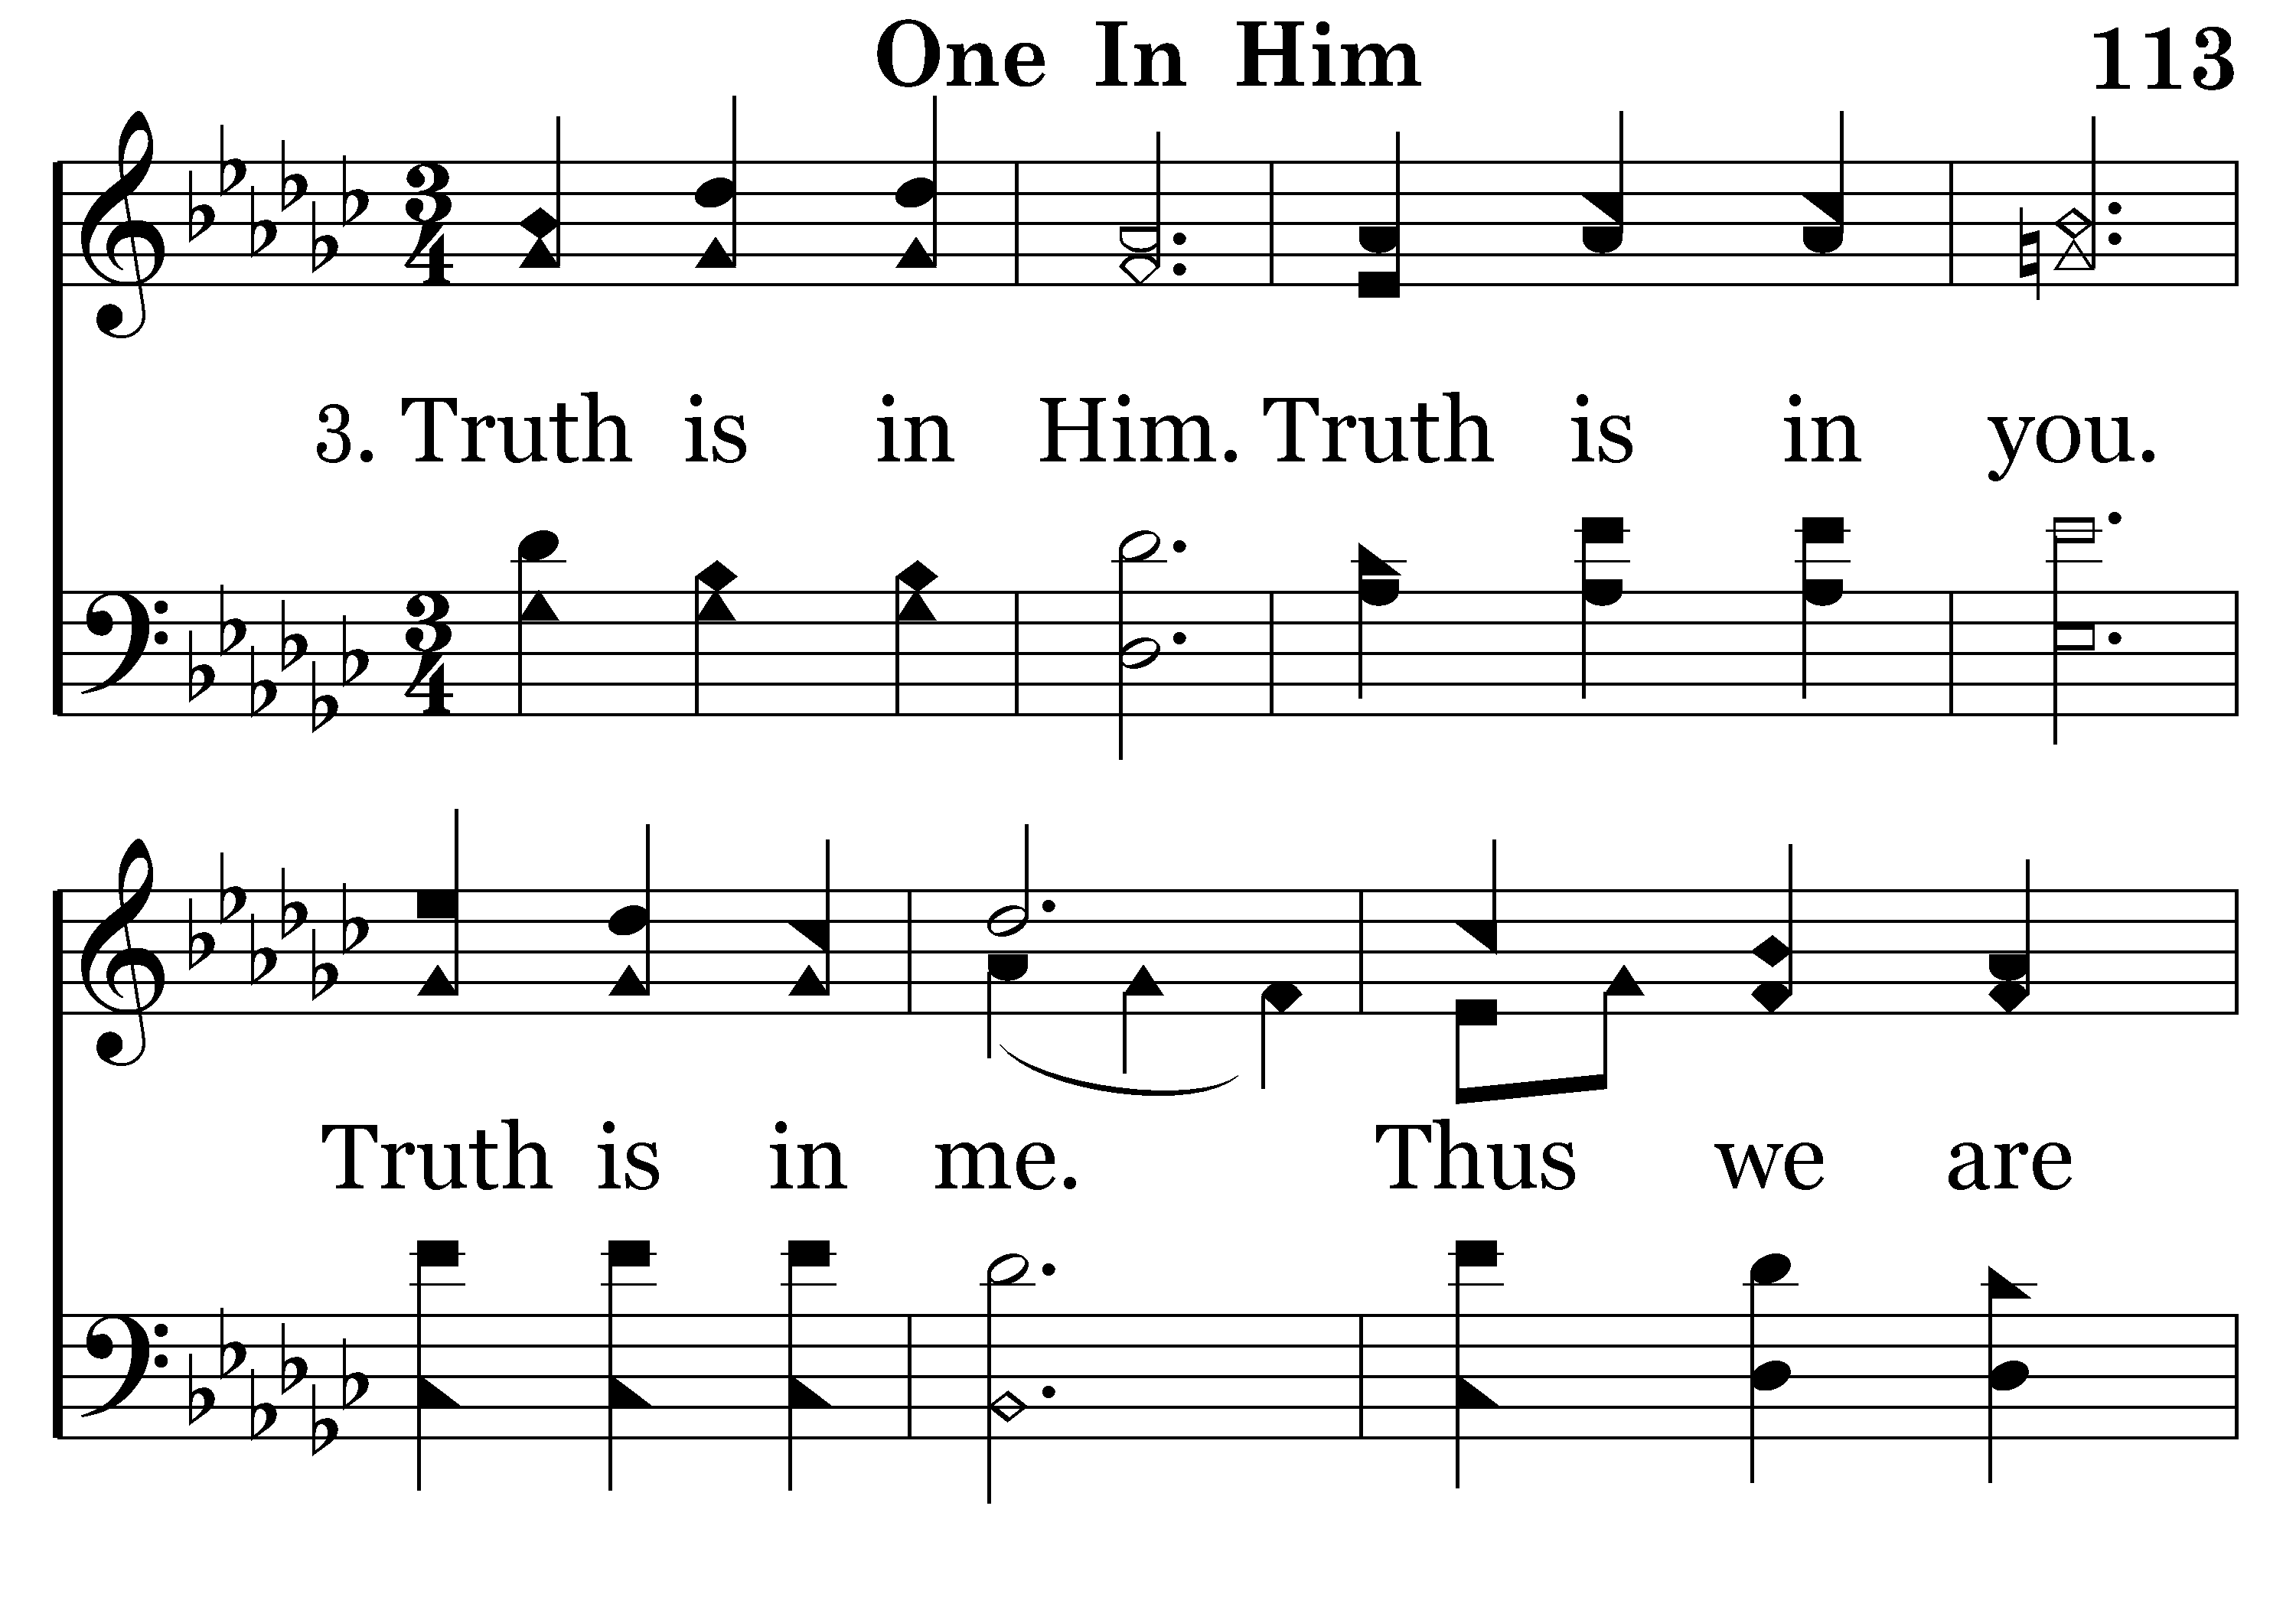 One In Him 113
3. Truth is in Him. Truth is in you.
Truth is in me. Thus we are